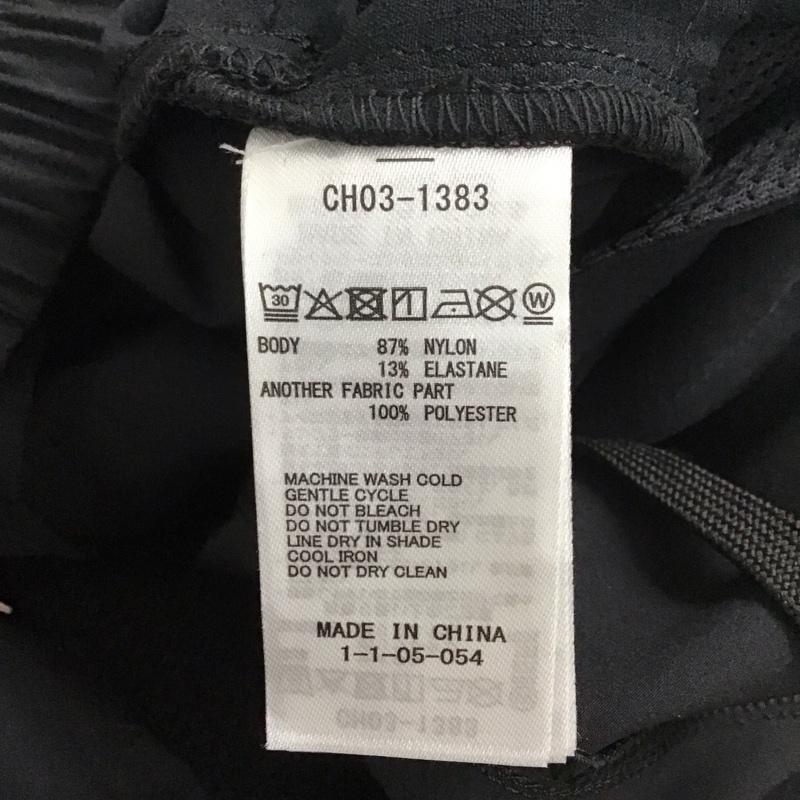 CH03-1383
30 W
BODY 87% NYLON
13% ELASTANE
ANOTHER FABRIC PART
100% POLYESTER
MACHINE WASH COLD
GENTLE CYCLE
DO NOT BLEACH
DO NOT TUMBLE DRY
LINE DRY IN SHADE
COOL IRON
DO NOT DRY CLEAN
MADE IN CHINA
1-1-05-054